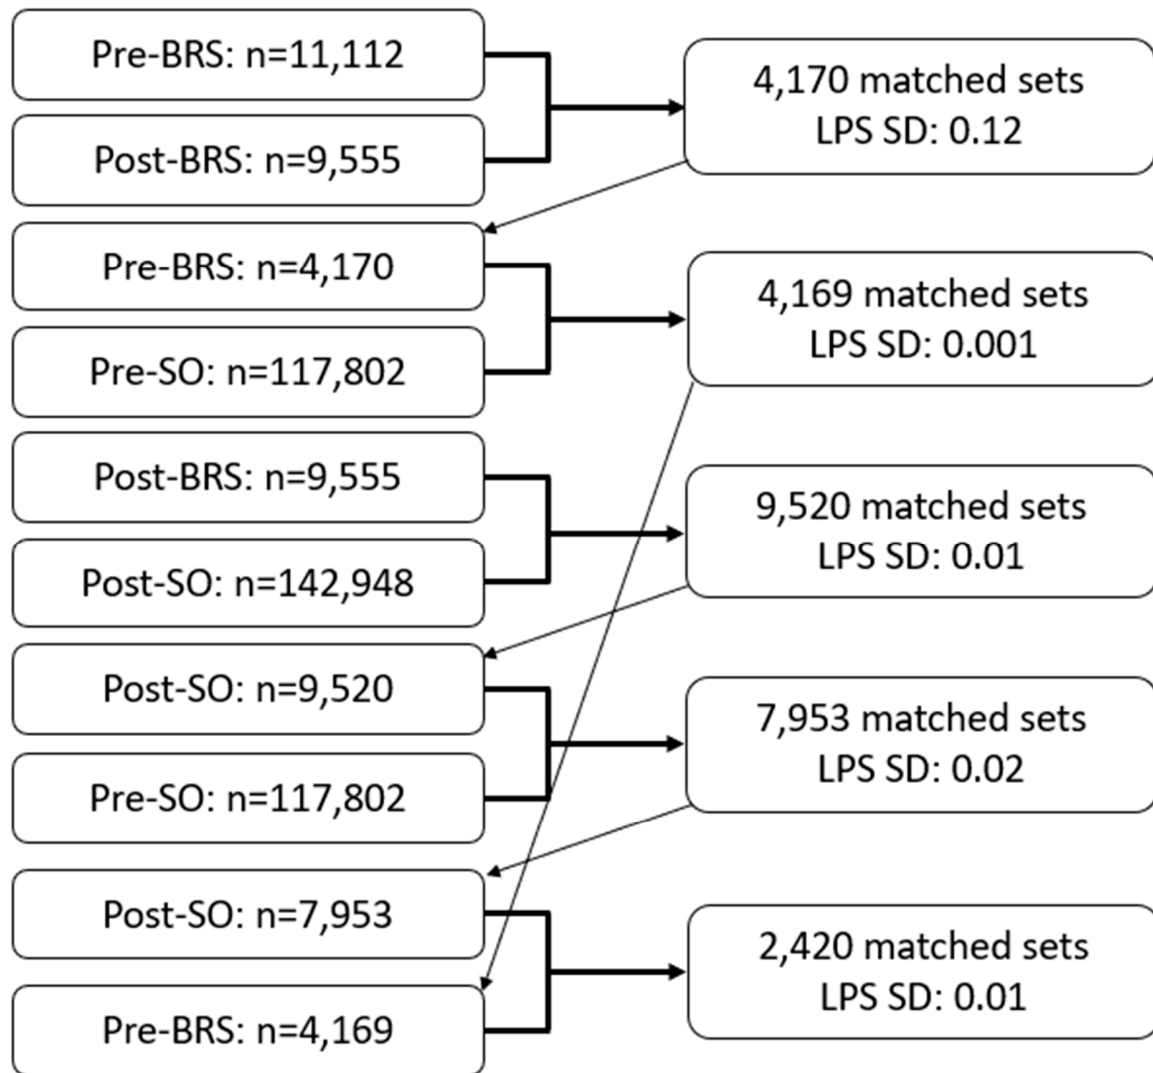 Pre-BRS: n=11,112
Post-BRS: n=9,555
4,170 matched sets
LPS SD: 0.12
Pre-BRS: n=4,170
Pre-SO: n=117,802
4,169 matched sets
LPS SD: 0.001
Post-BRS: n=9,555
Post-SO: n=142,948
9,520 matched sets
LPS SD: 0.01
Post-SO: n=9,520
Pre-SO: n=117,802
7,953 matched sets
LPS SD: 0.02
Post-SO: n=7,953
Pre-BRS: n=4,169
2,420 matched sets
LPS SD: 0.01